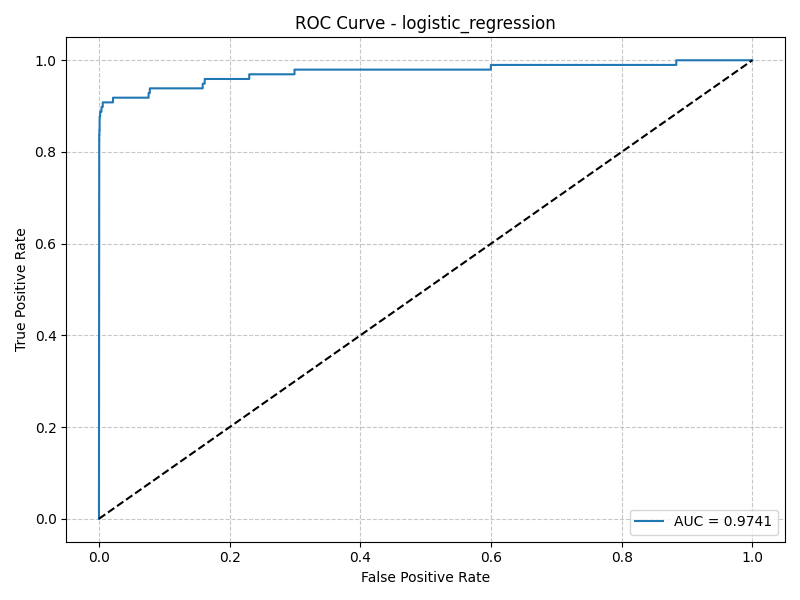 ROC Curve - logistic_regression
True Positive Rate
1.0
0.8
0.6
0.4
0.2
0.0
AUC = 0.9741
0.0 0.2 0.4 0.6 0.8 1.0
False Positive Rate